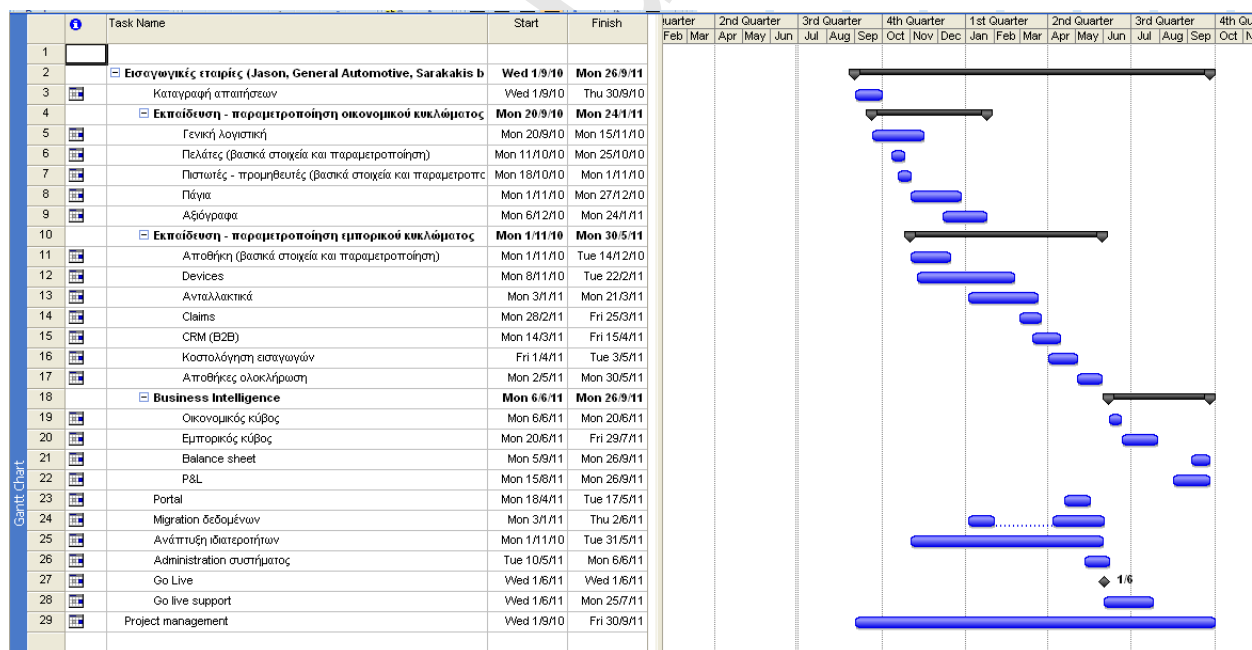 Task Name Start Finish
uarter 2nd Quarter 3rd Quarter 4th Quarter 1st Quarter 2nd Quarter 3rd Quarter 4th Qu
Feb Mar Apr May Jun Jul Aug Sep Oct Nov Dec Jan Feb Mar Apr May Jun Jul Aug Sep Oct N
1
2 Εισαγωγικές εταιρίες (Jason, General Automotive, Sarakakis b Wed 1/9/10 Mon 26/9/11
3 Καταγραφή απαιτήσεων Wed 1/9/10 Thu 30/9/10
4 Εκπαίδευση - παραμετροποίηση οικονομικού κυκλώματος Mon 20/9/10 Mon 24/1/11
5 Γενική λογιστική Mon 20/9/10 Mon 15/11/10
6 Πελάτες (βασικά στοιχεία και παραμετροποίηση) Mon 11/10/10 Mon 25/10/10
7 Πιστωτές - προμηθευτές (βασικά στοιχεία και παραμετροπο Mon 18/10/10 Mon 1/11/10
8 Πάγια Mon 1/11/10 Mon 27/12/10
9 Αξιόγραφα Mon 6/12/10 Mon 24/1/11
10 Εκπαίδευση - παραμετροποίηση εμπορικού κυκλώματος Mon 1/11/10 Mon 30/5/11
11 Αποθήκη (βασικά στοιχεία και παραμετροποίηση) Mon 1/11/10 Tue 14/12/10
12 Devices Mon 8/11/10 Tue 22/2/11
13 Ανταλλακτικά Mon 3/1/11 Mon 21/3/11
14 Claims Mon 28/2/11 Fri 25/3/11
15 CRM (B2B) Mon 14/3/11 Fri 15/4/11
16 Κοστολόγηση εισαγωγών Fri 1/4/11 Tue 3/5/11
17 Αποθήκες ολοκλήρωση Mon 2/5/11 Mon 30/5/11
18 Business Intelligence Mon 6/6/11 Mon 26/9/11
19 Οικονομικός κύβος Mon 6/6/11 Mon 20/6/11
20 Εμπορικός κύβος Mon 20/6/11 Fri 29/7/11
21 Balance sheet Mon 5/9/11 Mon 26/9/11
22 P&L Mon 15/8/11 Mon 26/9/11
23 Portal Mon 18/4/11 Tue 17/5/11
24 Migration δεδομένων Mon 3/1/11 Thu 2/6/11
25 Ανάπτυξη ιδιατεροτήτων Mon 1/11/10 Tue 31/5/11
26 Administration συστήματος Tue 10/5/11 Mon 6/6/11
27 Go Live Wed 1/6/11 Wed 1/6/11 1/6
28 Go live support Wed 1/6/11 Mon 25/7/11
29 Project management Wed 1/9/10 Fri 30/9/11
Gantt Chart